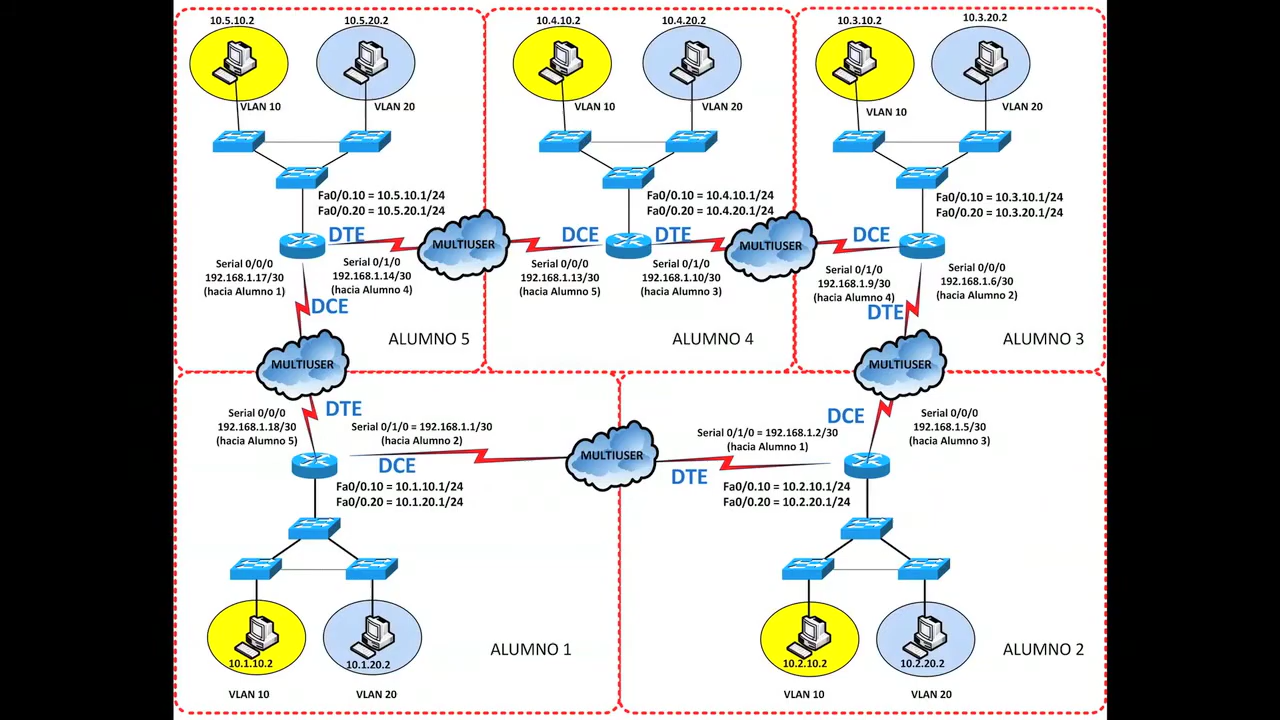 10.5.10.2
10.5.20.2
VLAN 10
VLAN 20
Fa0/0.10 = 10.5.10.1/24
Fa0/0.20 = 10.5.20.1/24
DTE
MULTIUSER
Serial 0/0/0
192.168.1.17/30
(hacia Alumno 1)
Serial 0/1/0
192.168.1.14/30
(hacia Alumno 4)
DCE
ALUMNO 5
10.4.10.2
10.4.20.2
VLAN 10
VLAN 20
Fa0/0.10 = 10.4.10.1/24
Fa0/0.20 = 10.4.20.1/24
DCE
DTE
MULTIUSER
Serial 0/0/0
192.168.1.13/30
(hacia Alumno 5)
Serial 0/1/0
192.168.1.10/30
(hacia Alumno 3)
ALUMNO 4
10.3.10.2
10.3.20.2
VLAN 10
VLAN 20
Fa0/0.10 = 10.3.10.1/24
Fa0/0.20 = 10.3.20.1/24
DCE
Serial 0/1/0
192.168.1.9/30
(hacia Alumno 4)
Serial 0/0/0
192.168.1.6/30
(hacia Alumno 2)
DTE
ALUMNO 3
MULTIUSER
MULTIUSER
Serial 0/0/0
192.168.1.18/30
(hacia Alumno 5)
DTE
Serial 0/1/0 = 192.168.1.1/30
(hacia Alumno 2)
DCE
MULTIUSER
Fa0/0.10 = 10.1.10.1/24
Fa0/0.20 = 10.1.20.1/24
10.1.10.2
10.1.20.2
VLAN 10
VLAN 20
ALUMNO 1
DCE
Serial 0/0/0
192.168.1.5/30
(hacia Alumno 3)
Serial 0/1/0 = 192.168.1.2/30
(hacia Alumno 1)
DTE
Fa0/0.10 = 10.2.10.1/24
Fa0/0.20 = 10.2.20.1/24
10.2.10.2
10.2.20.2
VLAN 10
VLAN 20
ALUMNO 2